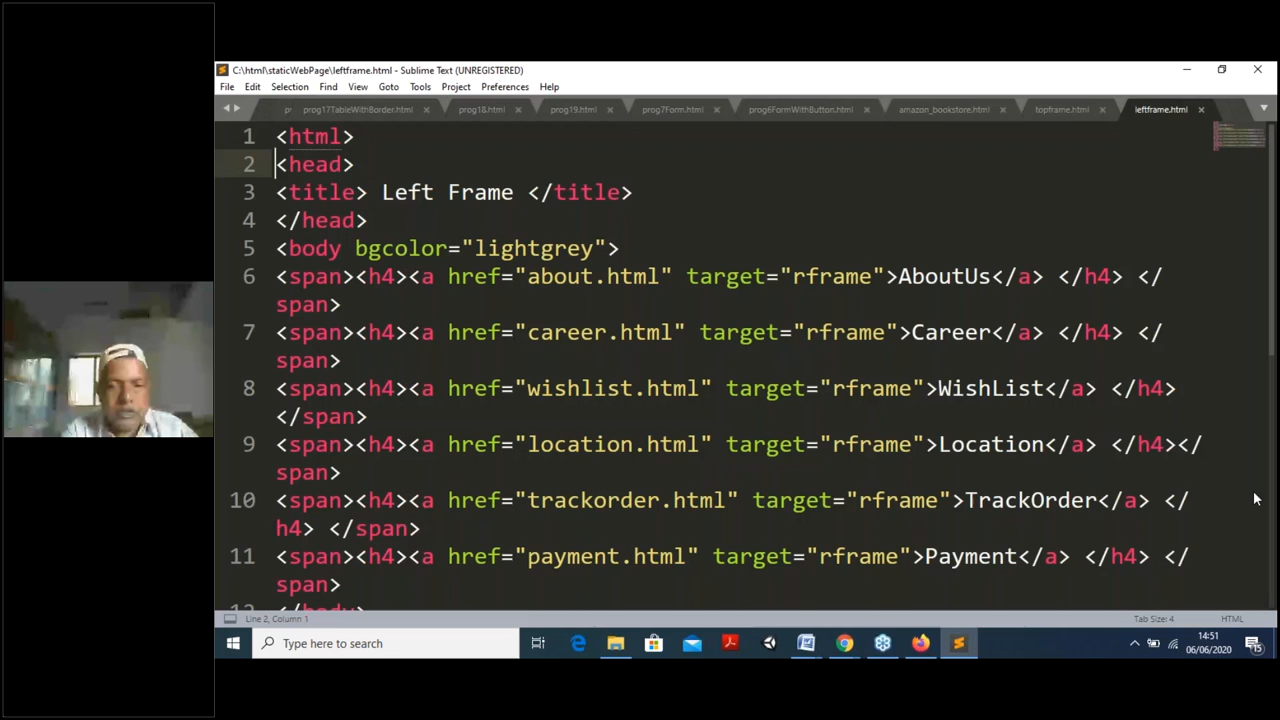 C:\html\staticWebPage\leftframe.html - Sublime Text (UNREGISTERED)
File Edit Selection Find View Goto Tools Project Preferences Help
pr prog17TableWithBorder.html prog18.html prog19.html prog7Form.html prog6FormWithButton.html amazon_bookstore.html topframe.html leftframe.html
1 <html>
2 <head>
3 <title> Left Frame </title>
4 </head>
5 <body bgcolor="lightgrey">
6 <span><h4><a href="about.html" target="rframe">AboutUs</a> </h4> </
span>
7 <span><h4><a href="career.html" target="rframe">Career</a> </h4> </
span>
8 <span><h4><a href="wishlist.html" target="rframe">WishList</a> </h4>
</span>
9 <span><h4><a href="location.html" target="rframe">Location</a> </h4></
span>
10 <span><h4><a href="trackorder.html" target="rframe">TrackOrder</a> </
h4> </span>
11 <span><h4><a href="payment.html" target="rframe">Payment</a> </h4> </
span>
12 </body>
Line 2, Column 1 Tab Size: 4 HTML
Type here to search
14:51
06/06/2020
15